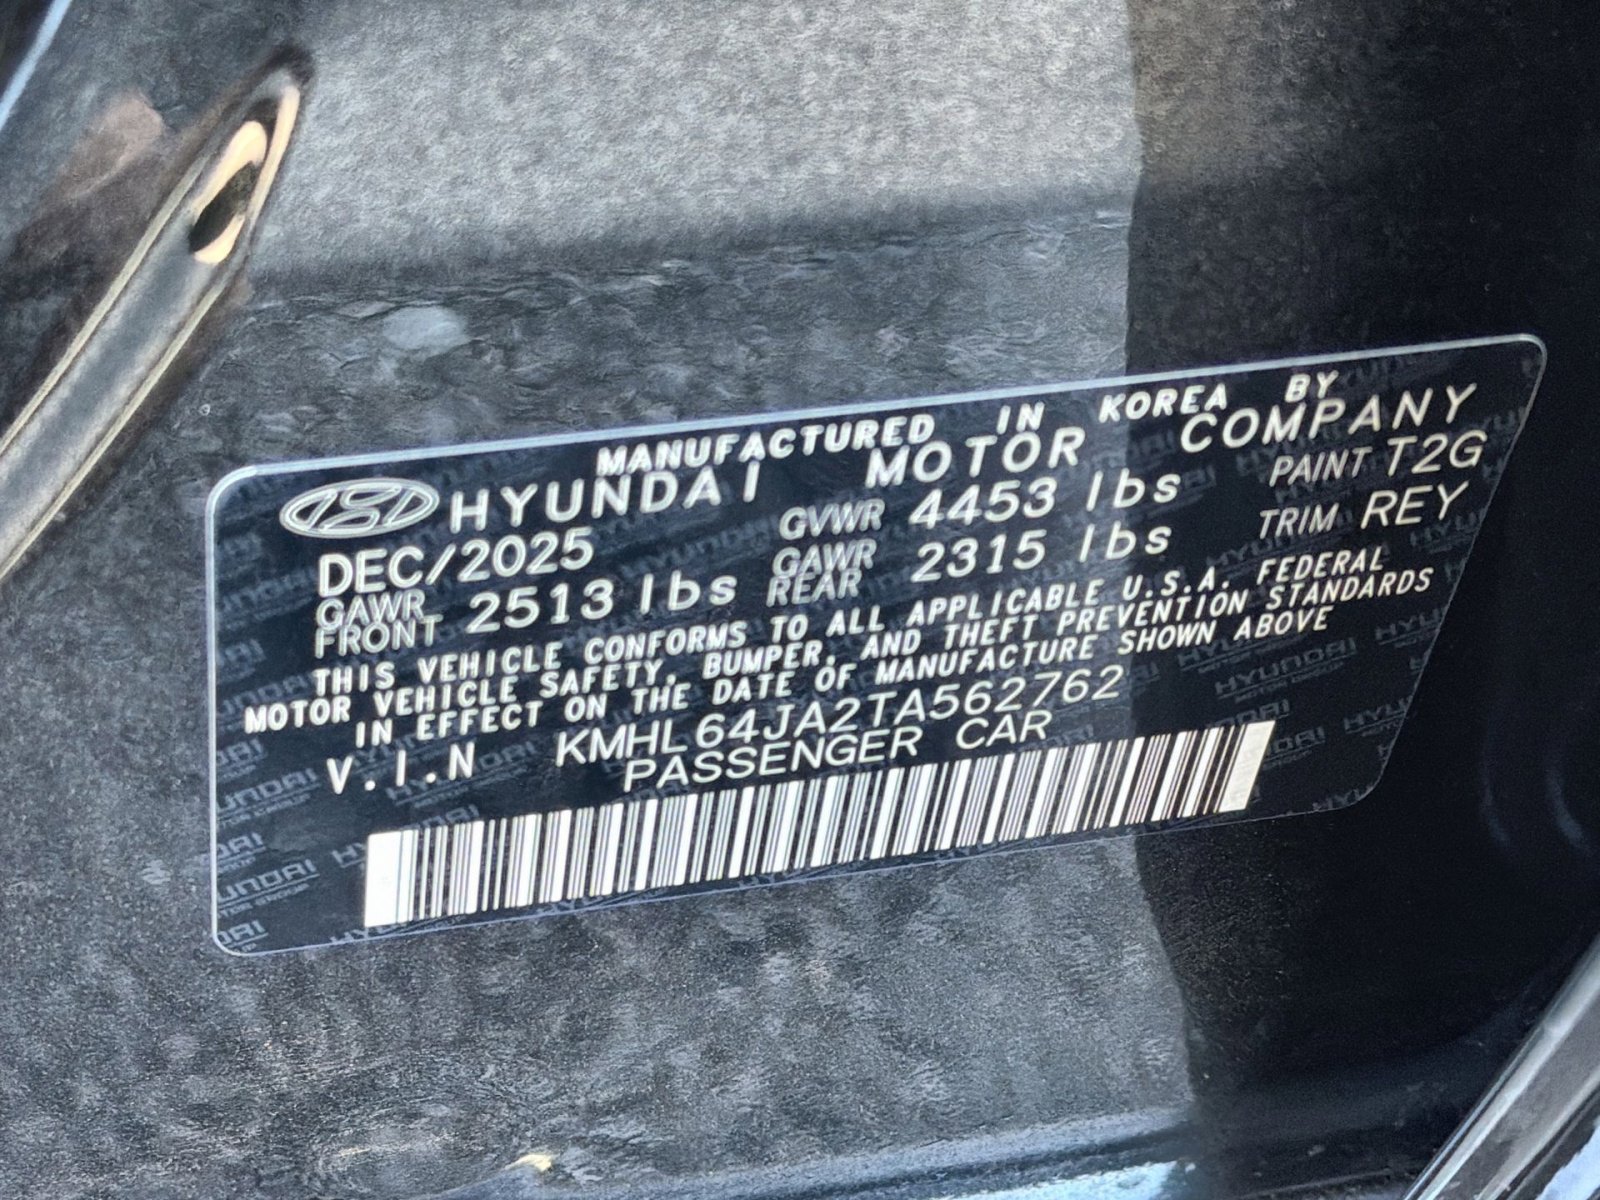 MANUFACTURED IN KOREA BY
HYUNDAI MOTOR COMPANY
DEC/2025 GVWR 4453 lbs PAINT T2G
GAWR FRONT 2513 lbs GAWR REAR 2315 lbs TRIM REY
THIS VEHICLE CONFORMS TO ALL APPLICABLE U.S.A. FEDERAL
MOTOR VEHICLE SAFETY, BUMPER, AND THEFT PREVENTION STANDARDS
IN EFFECT ON THE DATE OF MANUFACTURE SHOWN ABOVE
V.I.N KMHL64JA2TA562762
PASSENGER CAR